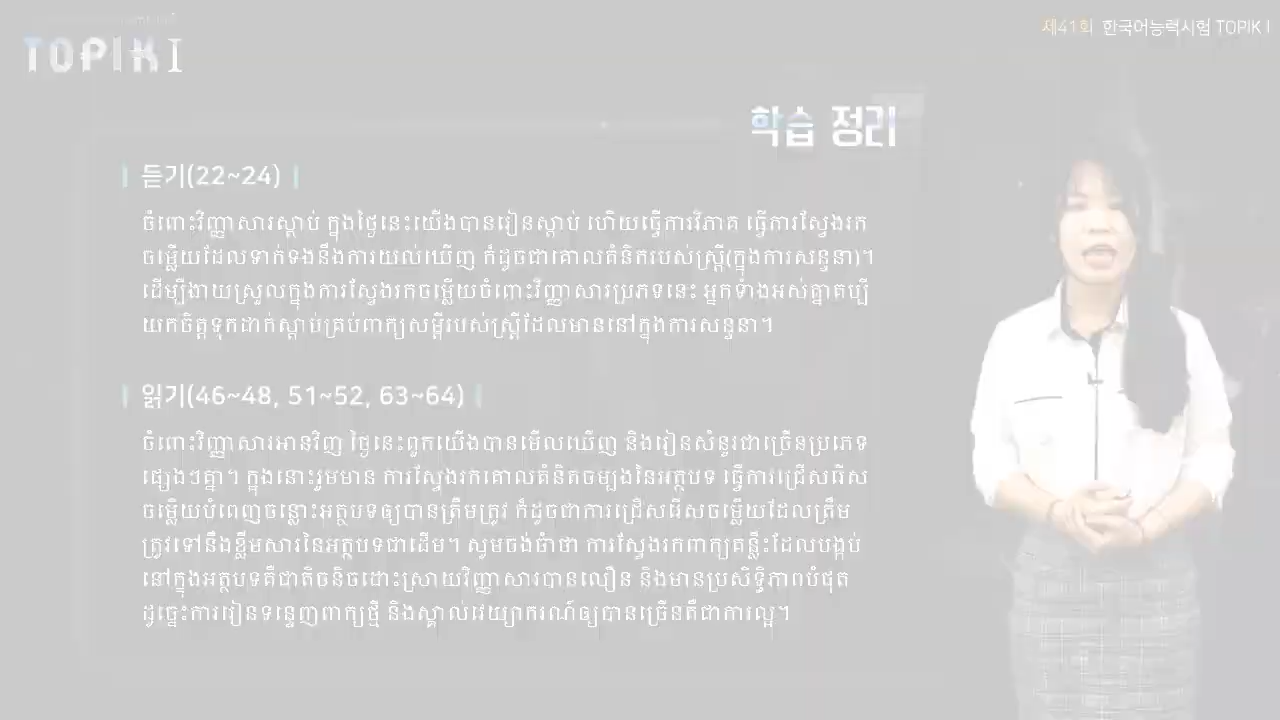 TOPIK I
제41회 한국어능력시험 TOPIK I
학습 정리
듣기(22~24)
ចំពោះវិញ្ញាសារស្តាប់ ក្នុងថ្ងៃនេះយើងបានរៀនស្តាប់ ហើយធ្វើការវិភាគ ធ្វើការស្វែងរក
ចម្លើយដែលទាក់ទងនឹងការយល់ឃើញ ក៏ដូចជាគោលគំនិតរបស់ស្ត្រី(ក្នុងការសន្ទនា)។
ដើម្បីងាយស្រួលក្នុងការស្វែងរកចម្លើយចំពោះវិញ្ញាសារប្រភេទនេះ អ្នកទាំងអស់គ្នាគប្បី
យកចិត្តទុកដាក់ស្តាប់គ្រប់ពាក្យសម្តីរបស់ស្ត្រីដែលមាននៅក្នុងការសន្ទនា។
읽기(46~48, 51~52, 63~64)
ចំពោះវិញ្ញាសារអានវិញ ថ្ងៃនេះពួកយើងបានមើលឃើញ និងរៀនសំនួរជាច្រើនប្រភេទ
ផ្សេងៗគ្នា។ ក្នុងនោះរួមមាន ការស្វែងរកគោលគំនិតចម្បងនៃអត្ថបទ ធ្វើការជ្រើសរើស
ចម្លើយបំពេញចន្លោះអត្ថបទឲ្យបានត្រឹមត្រូវ ក៏ដូចជាការជ្រើសរើសចម្លើយដែលត្រឹម
ត្រូវទៅនឹងខ្លឹមសារនៃអត្ថបទជាដើម។ សូមចងចាំថា ការស្វែងរកពាក្យគន្លឹះដែលបង្កប់
នៅក្នុងអត្ថបទគឺជាតិចនិចដោះស្រាយវិញ្ញាសារបានលឿន និងមានប្រសិទ្ធិភាពបំផុត
ដូច្នេះការរៀនទន្ទេញពាក្យថ្មី និងស្គាល់វេយ្យាករណ៍ឲ្យបានច្រើនគឺជាការល្អ។